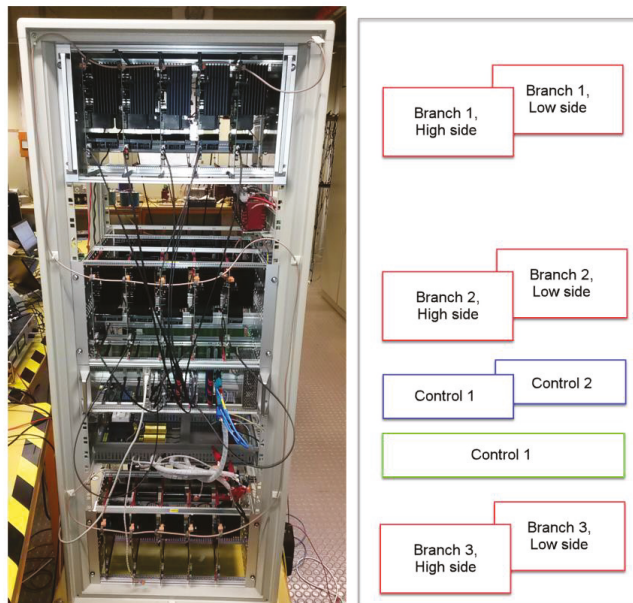 Branch 1,
Low side
Branch 1,
High side
Branch 2,
Low side
Branch 2,
High side
Control 2
Control 1
Control 1
Branch 3,
Low side
Branch 3,
High side